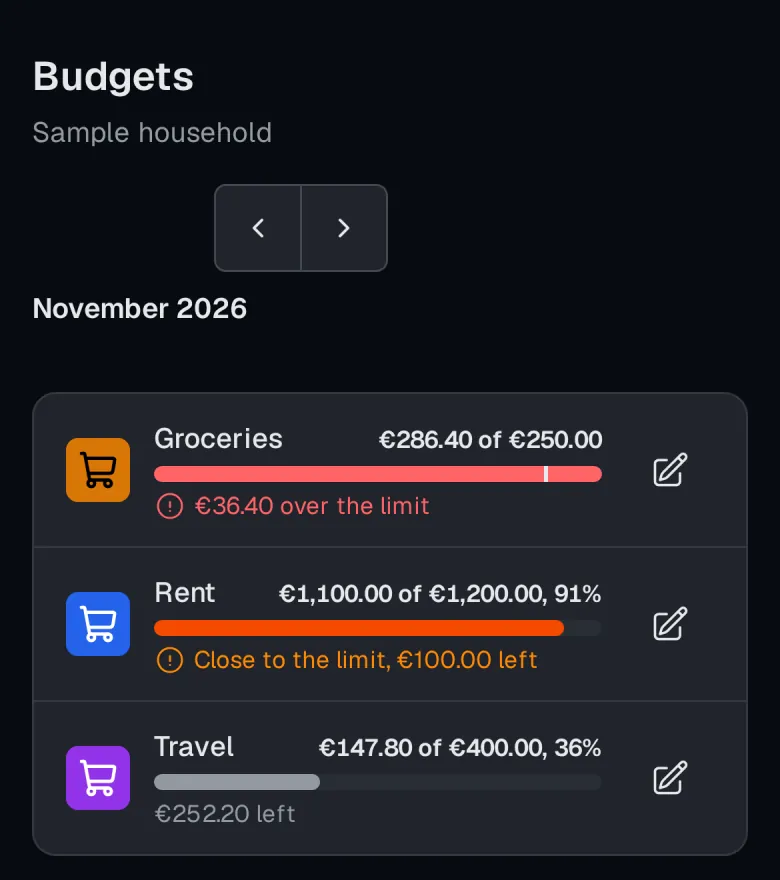 Budgets
Sample household
November 2026
Groceries €286.40 of €250.00
€36.40 over the limit
Rent €1,100.00 of €1,200.00, 91%
Close to the limit, €100.00 left
Travel €147.80 of €400.00, 36%
€252.20 left